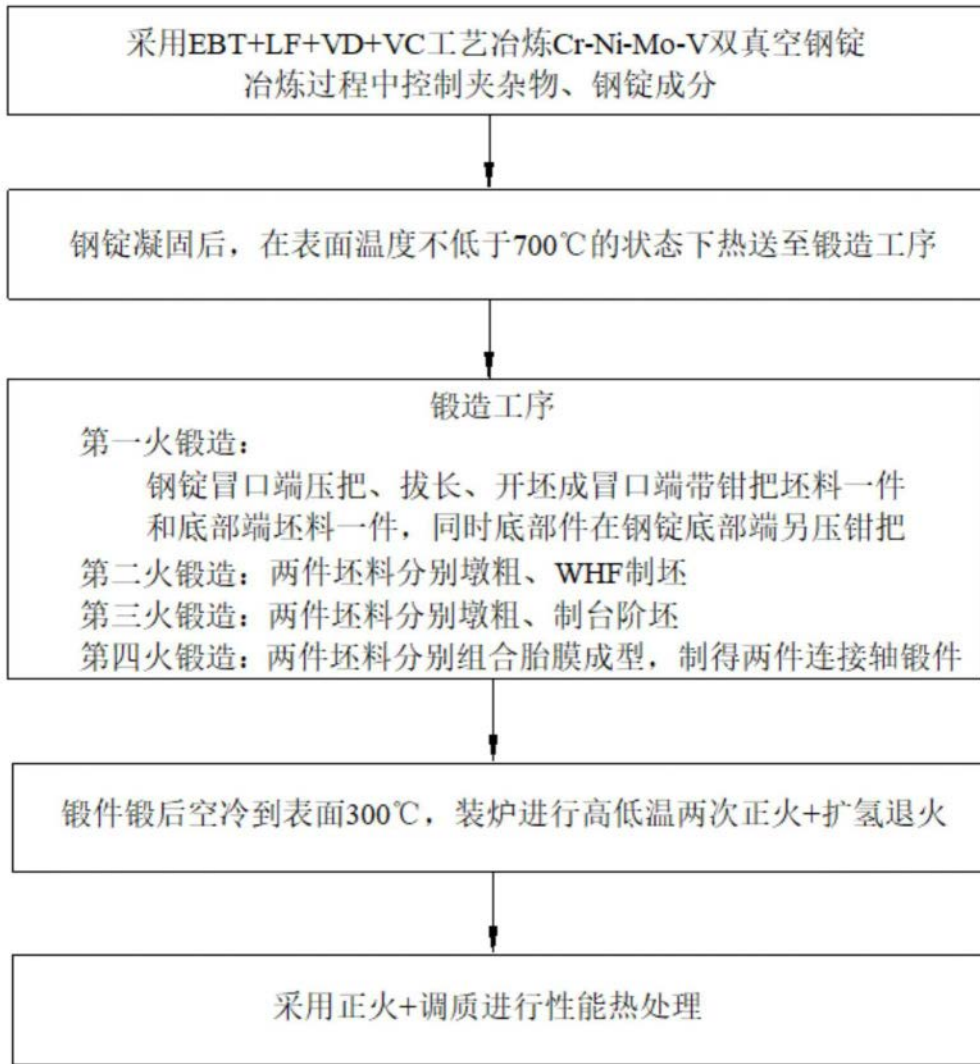 采用EBT+LF+VD+VC工艺冶炼Cr-Ni-Mo-V双真空钢锭
冶炼过程中控制夹杂物、钢锭成分
钢锭凝固后，在表面温度不低于700℃的状态下热送至锻造工序
锻造工序
第一火锻造：
钢锭冒口端压把、拔长、开坯成冒口端带钳把坯料一件
和底部端坯料一件，同时底部件在钢锭底部端另压钳把
第二火锻造：两件坯料分别墩粗、WHF制坯
第三火锻造：两件坯料分别墩粗、制台阶坯
第四火锻造：两件坯料分别组合胎膜成型，制得两件连接轴锻件
锻件锻后空冷到表面300℃，装炉进行高低温两次正火+扩氢退火
采用正火+调质进行性能热处理